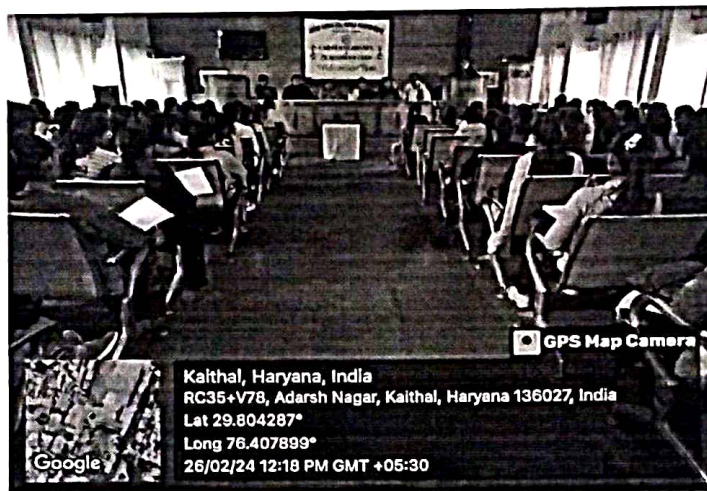 GPS Map Camera
Kaithal, Haryana, India
RC35+V78, Adarsh Nagar, Kaithal, Haryana 136027, India
Lat 29.804287°
Long 76.407899°
26/02/24 12:18 PM GMT +05:30
Google